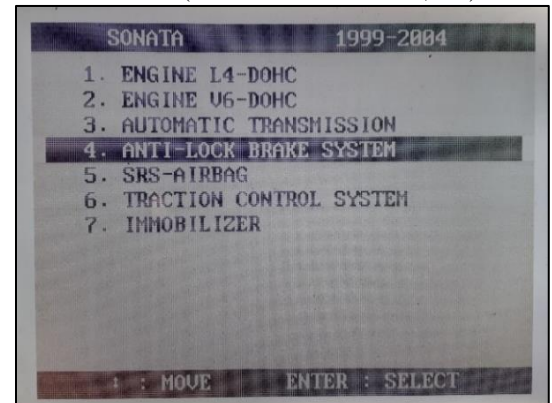 SONATA 1999-2004
1. ENGINE L4-DOHC
2. ENGINE V6-DOHC
3. AUTOMATIC TRANSMISSION
4. ANTI-LOCK BRAKE SYSTEM
5. SRS-AIRBAG
6. TRACTION CONTROL SYSTEM
7. IMMOBILIZER
: MOVE ENTER : SELECT